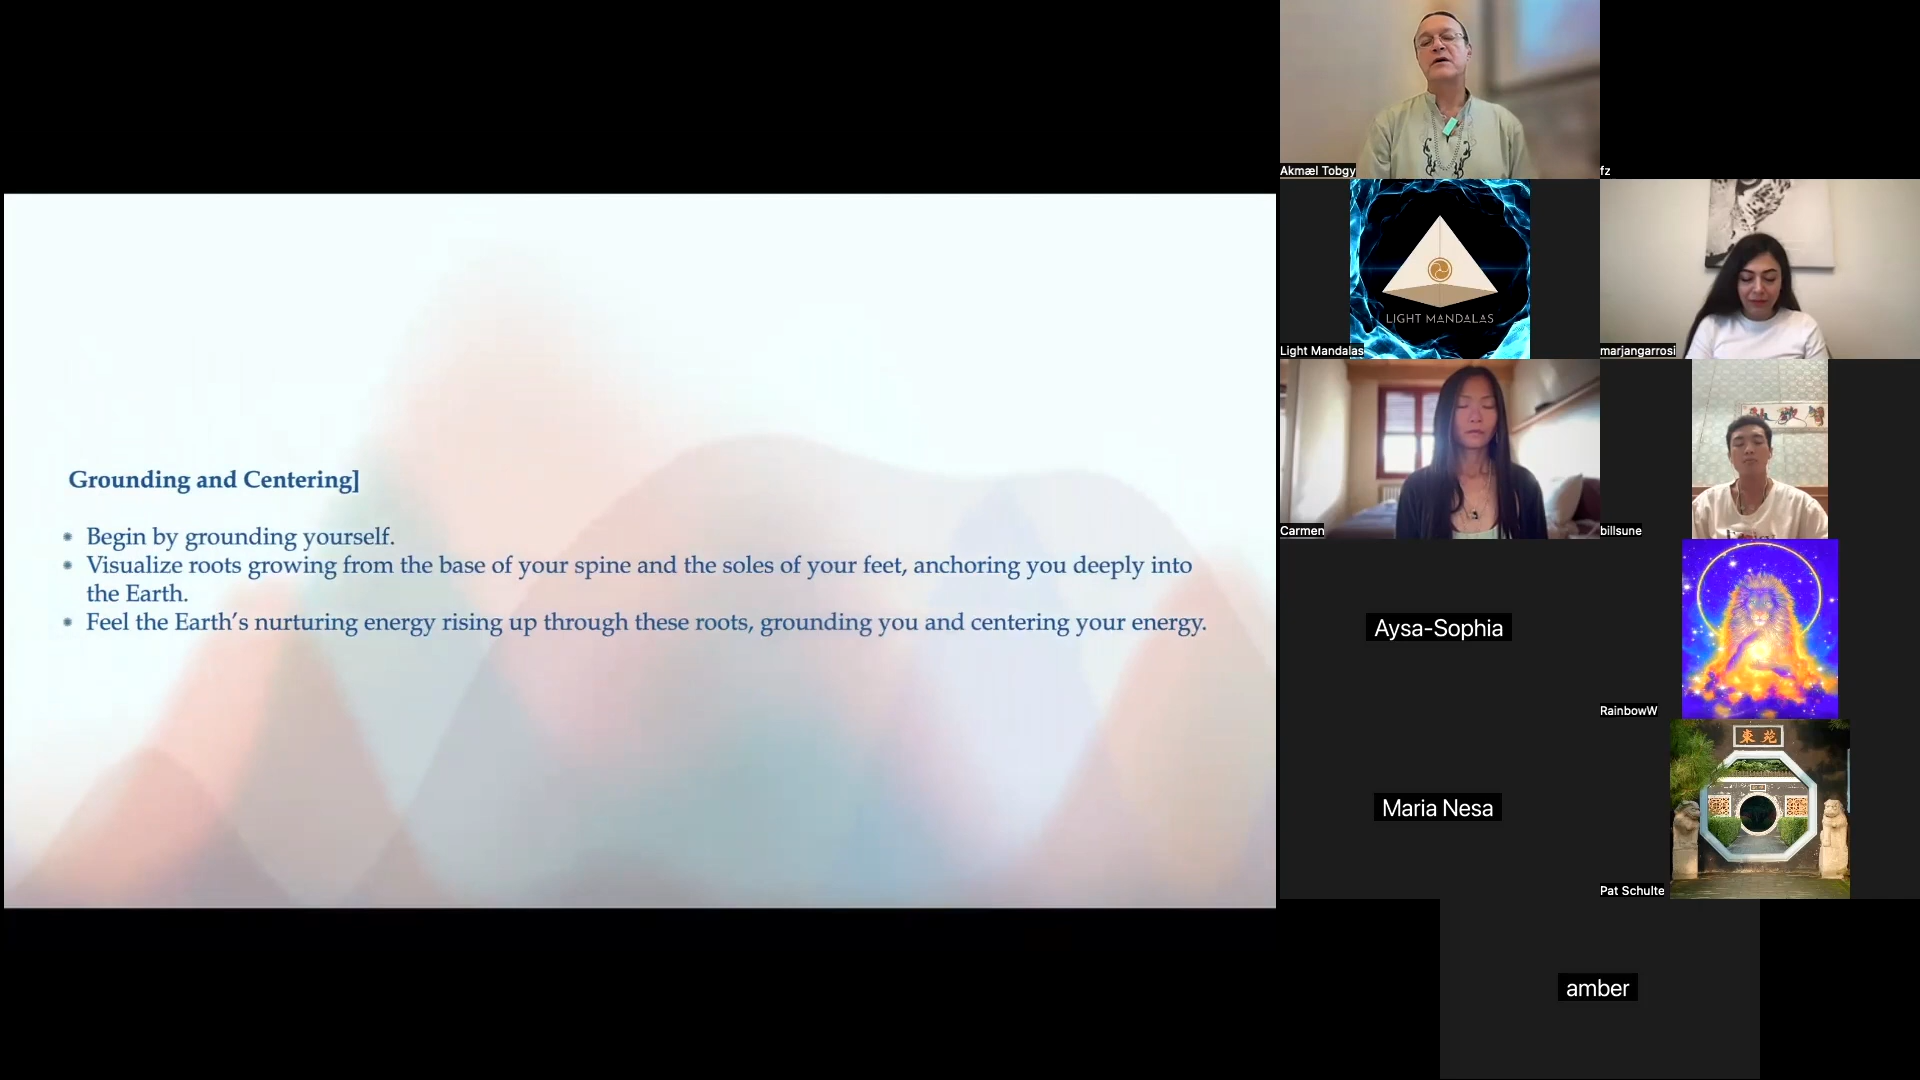 Grounding and Centering]
Begin by grounding yourself.
Visualize roots growing from the base of your spine and the soles of your feet, anchoring you deeply into
the Earth.
Feel the Earth’s nurturing energy rising up through these roots, grounding you and centering your energy.
Akmæl Tobgy
fz
LIGHT MANDALAS
Light Mandalas
marjangarrosi
Carmen
billsune
Aysa-Sophia
RainbowW
東苑
Maria Nesa
Pat Schulte
amber